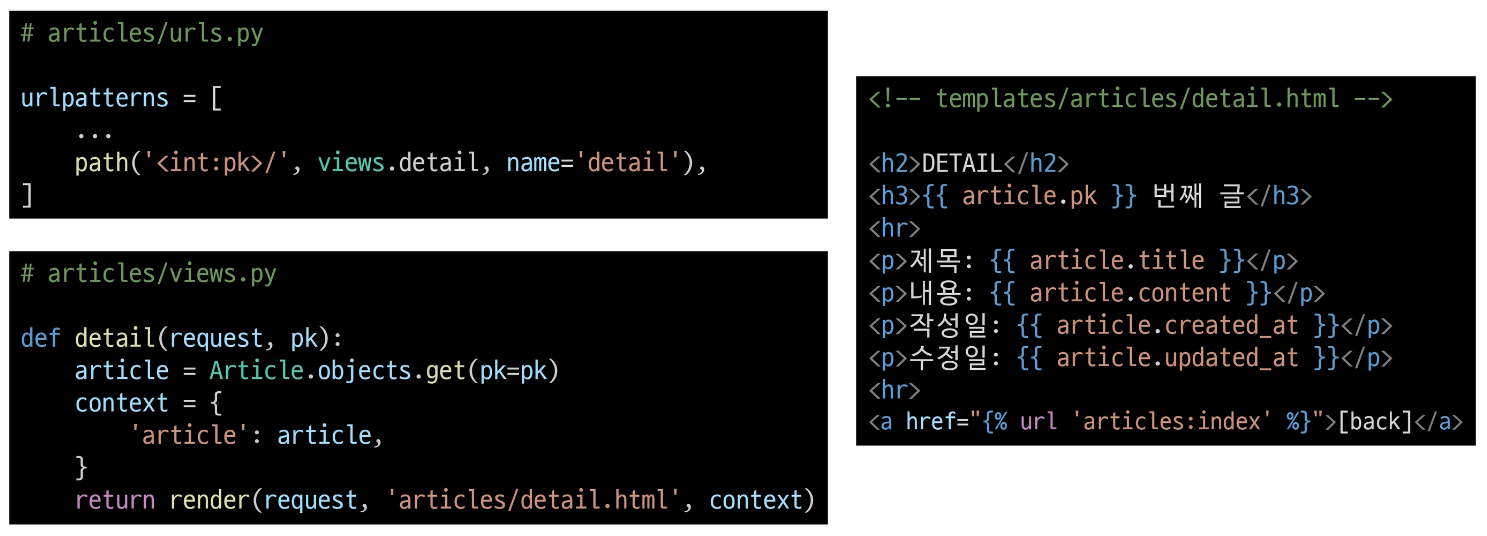 # articles/urls.py
urlpatterns = [
    ...
    path('<int:pk>/', views.detail, name='detail'),
]
# articles/views.py
def detail(request, pk):
    article = Article.objects.get(pk=pk)
    context = {
        'article': article,
    }
    return render(request, 'articles/detail.html', context)
<!-- templates/articles/detail.html -->
<h2>DETAIL</h2>
<h3>{{ article.pk }} 번째 글</h3>
<hr>
<p>제목: {{ article.title }}</p>
<p>내용: {{ article.content }}</p>
<p>작성일: {{ article.created_at }}</p>
<p>수정일: {{ article.updated_at }}</p>
<hr>
<a href="{% url 'articles:index' %}">[back]</a>